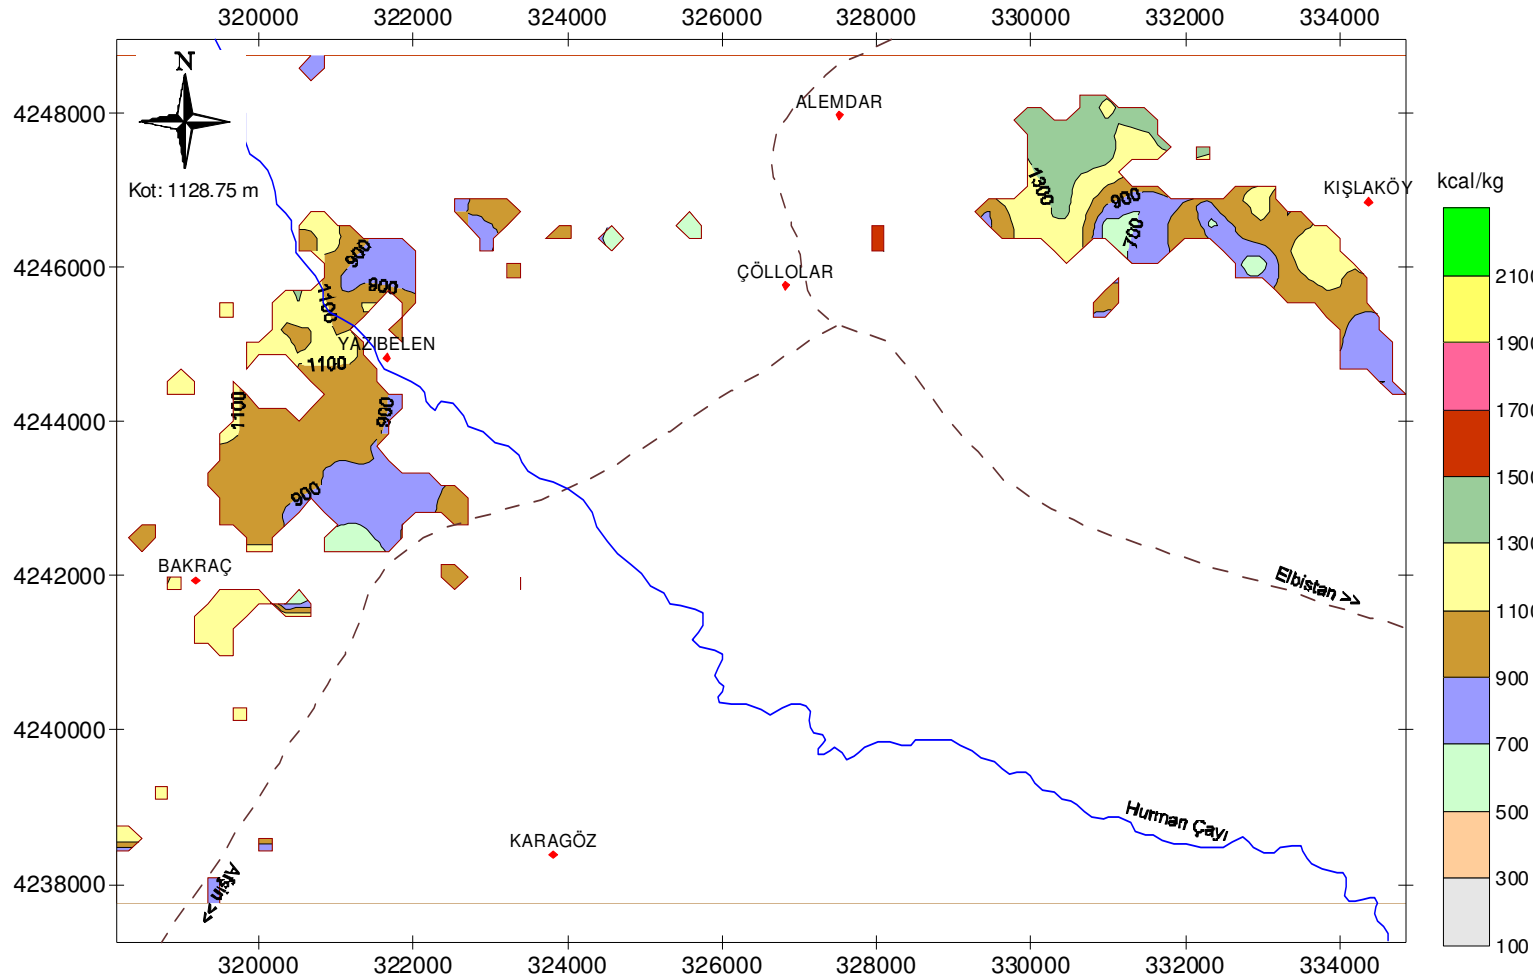 320000 322000 324000 326000 328000 330000 332000 334000
N
ALEMDAR
4248000
4248000
Kot: 1128.75 m
KIŞLAKÖY
kcal/kg
1300
900
700
900
4246000
ÇÖLLOLAR
900
1100
2100
YAZIBELEN
1900
1100
1100
900
1700
4244000
1500
900
1300
BAKRAÇ
4242000
Elbistan >>
1100
900
4240000
700
Hurman Çayı
500
KARAGÖZ
300
4238000
Afşin >>
100
320000 322000 324000 326000 328000 330000 332000 334000